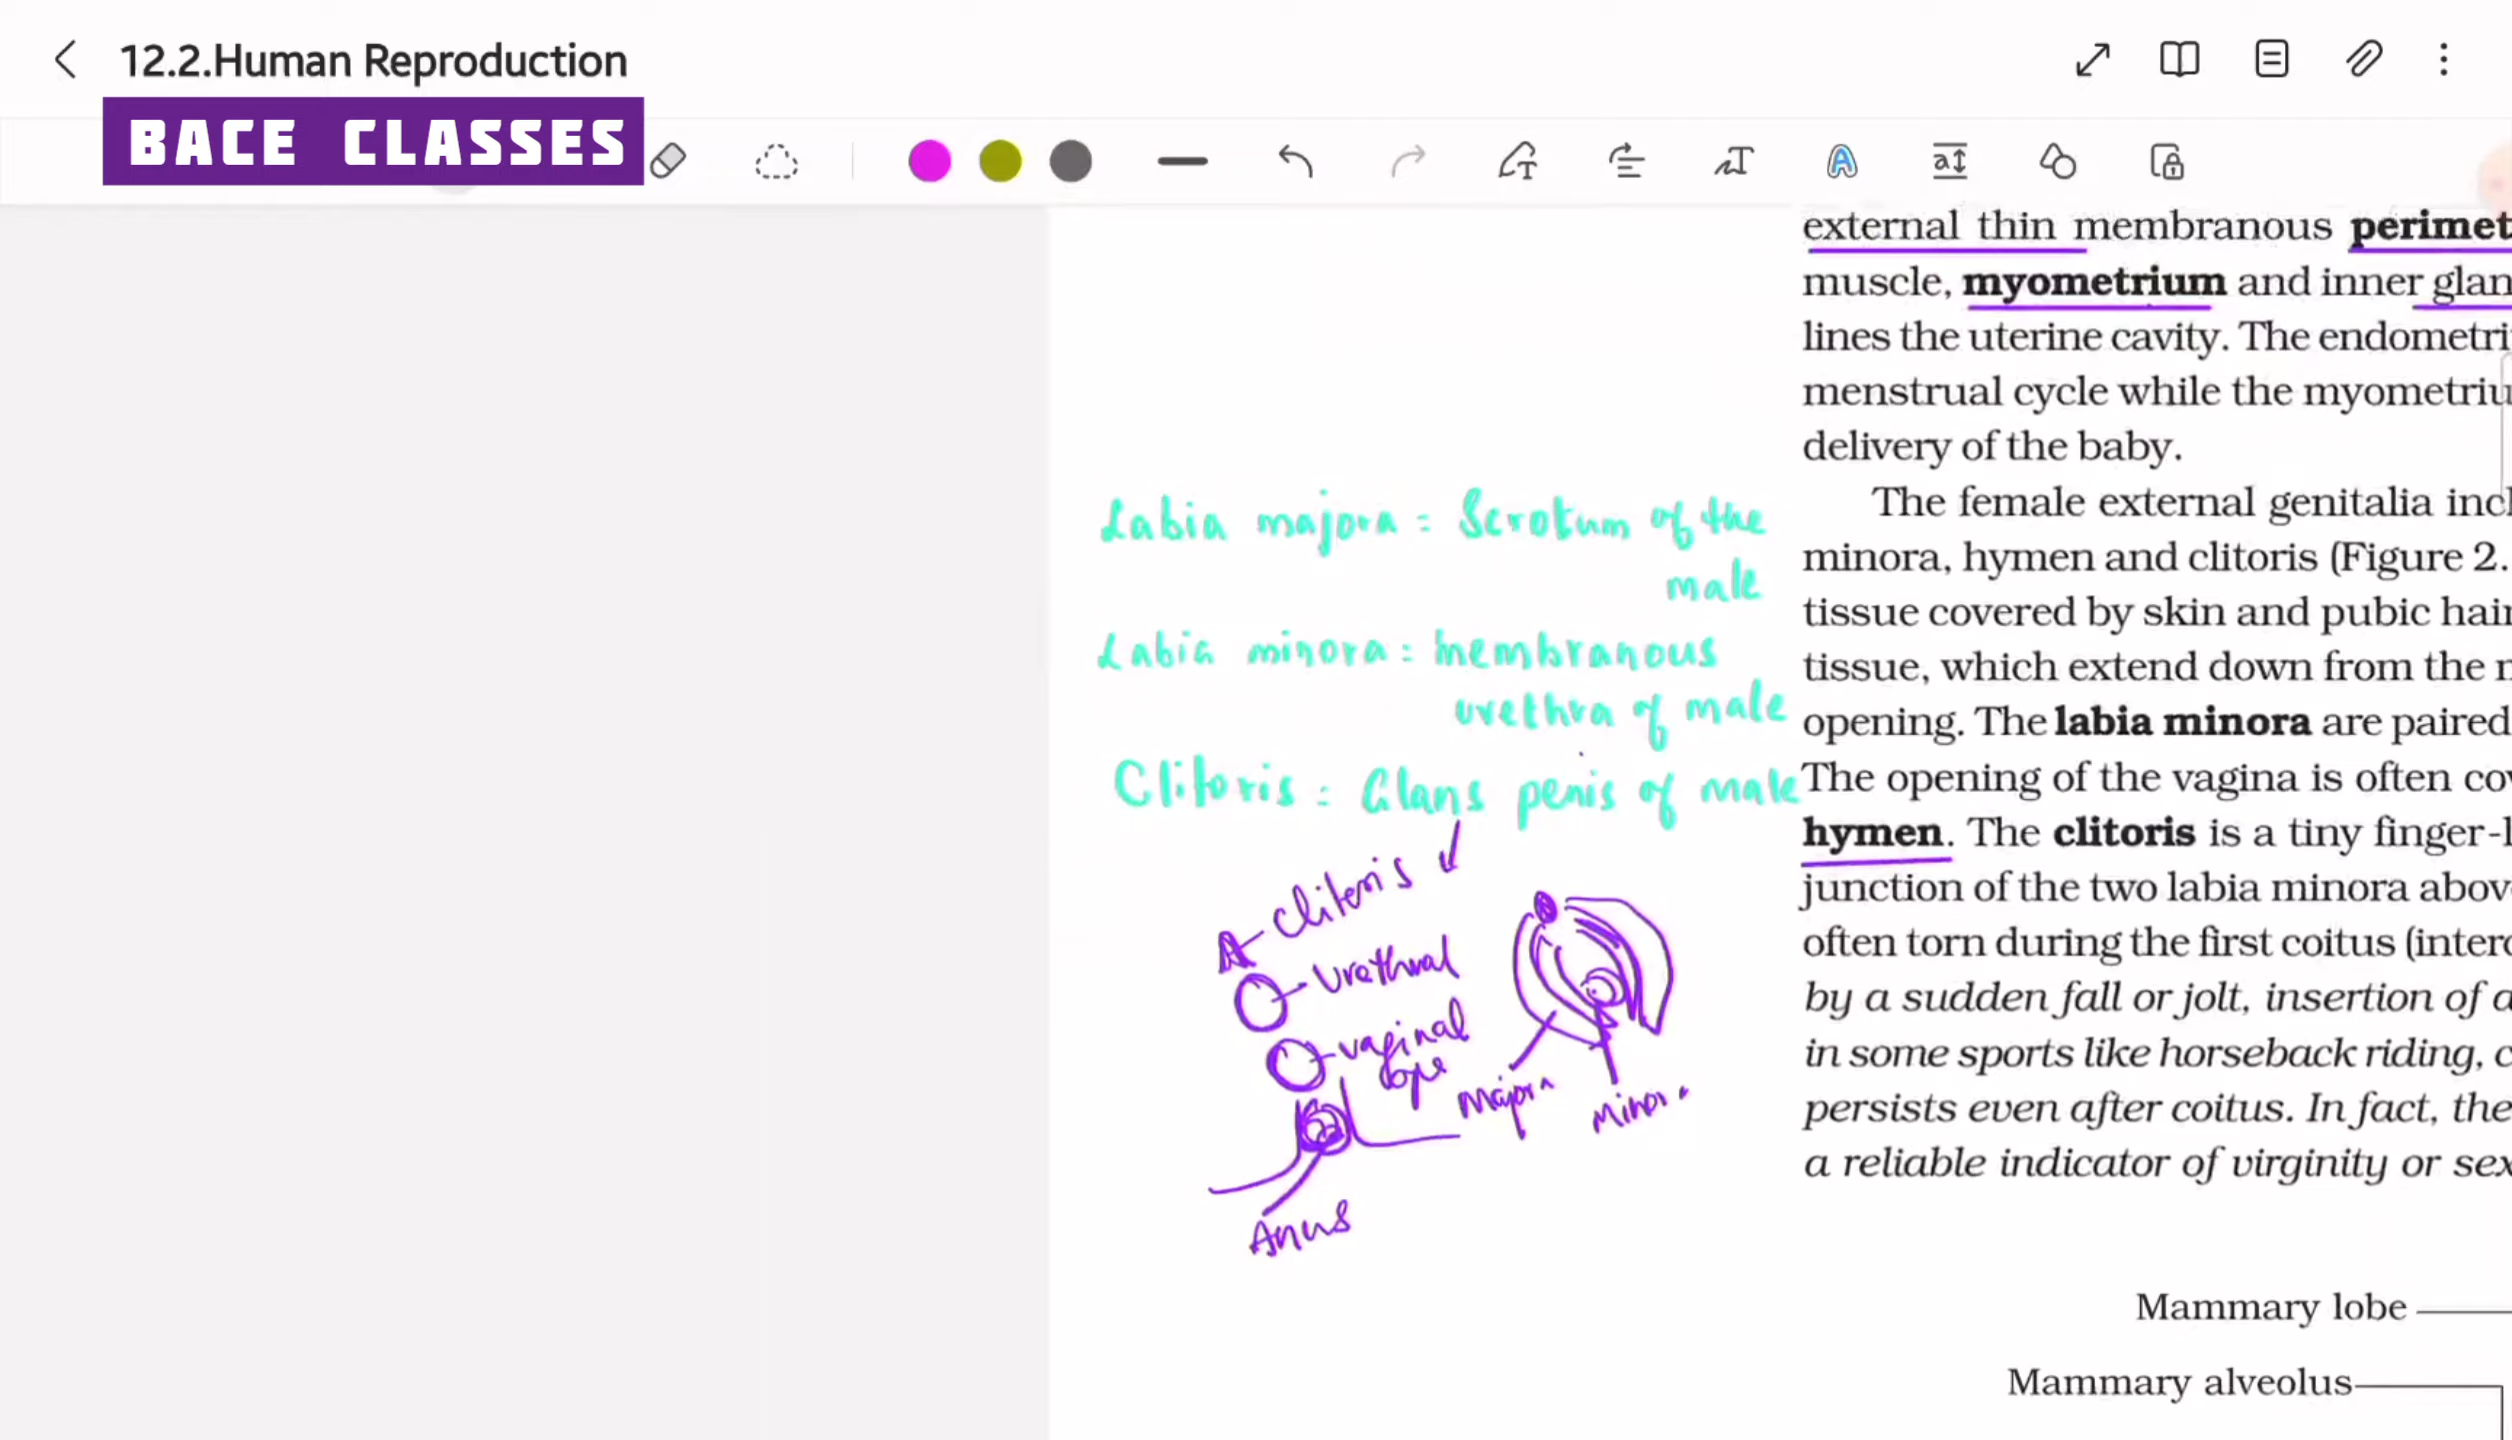 12.2.Human Reproduction
BACE CLASSES
external thin membranous perimet
muscle, myometrium and inner glan
lines the uterine cavity. The endometri
menstrual cycle while the myometriu
delivery of the baby.
The female external genitalia incl
minora, hymen and clitoris (Figure 2.
tissue covered by skin and pubic hair
tissue, which extend down from the m
opening. The labia minora are paired
The opening of the vagina is often cov
hymen. The clitoris is a tiny finger-l
junction of the two labia minora abov
often torn during the first coitus (interc
by a sudden fall or jolt, insertion of a
in some sports like horseback riding, c
persists even after coitus. In fact, the
a reliable indicator of virginity or sex
Labia majora = Scrotum of the
male
Labia minora = membranous
urethra of male
Clitoris = Glans penis of male
clitoris
urethral
vaginal
Majora
Minora
Anus
Mammary lobe
Mammary alveolus